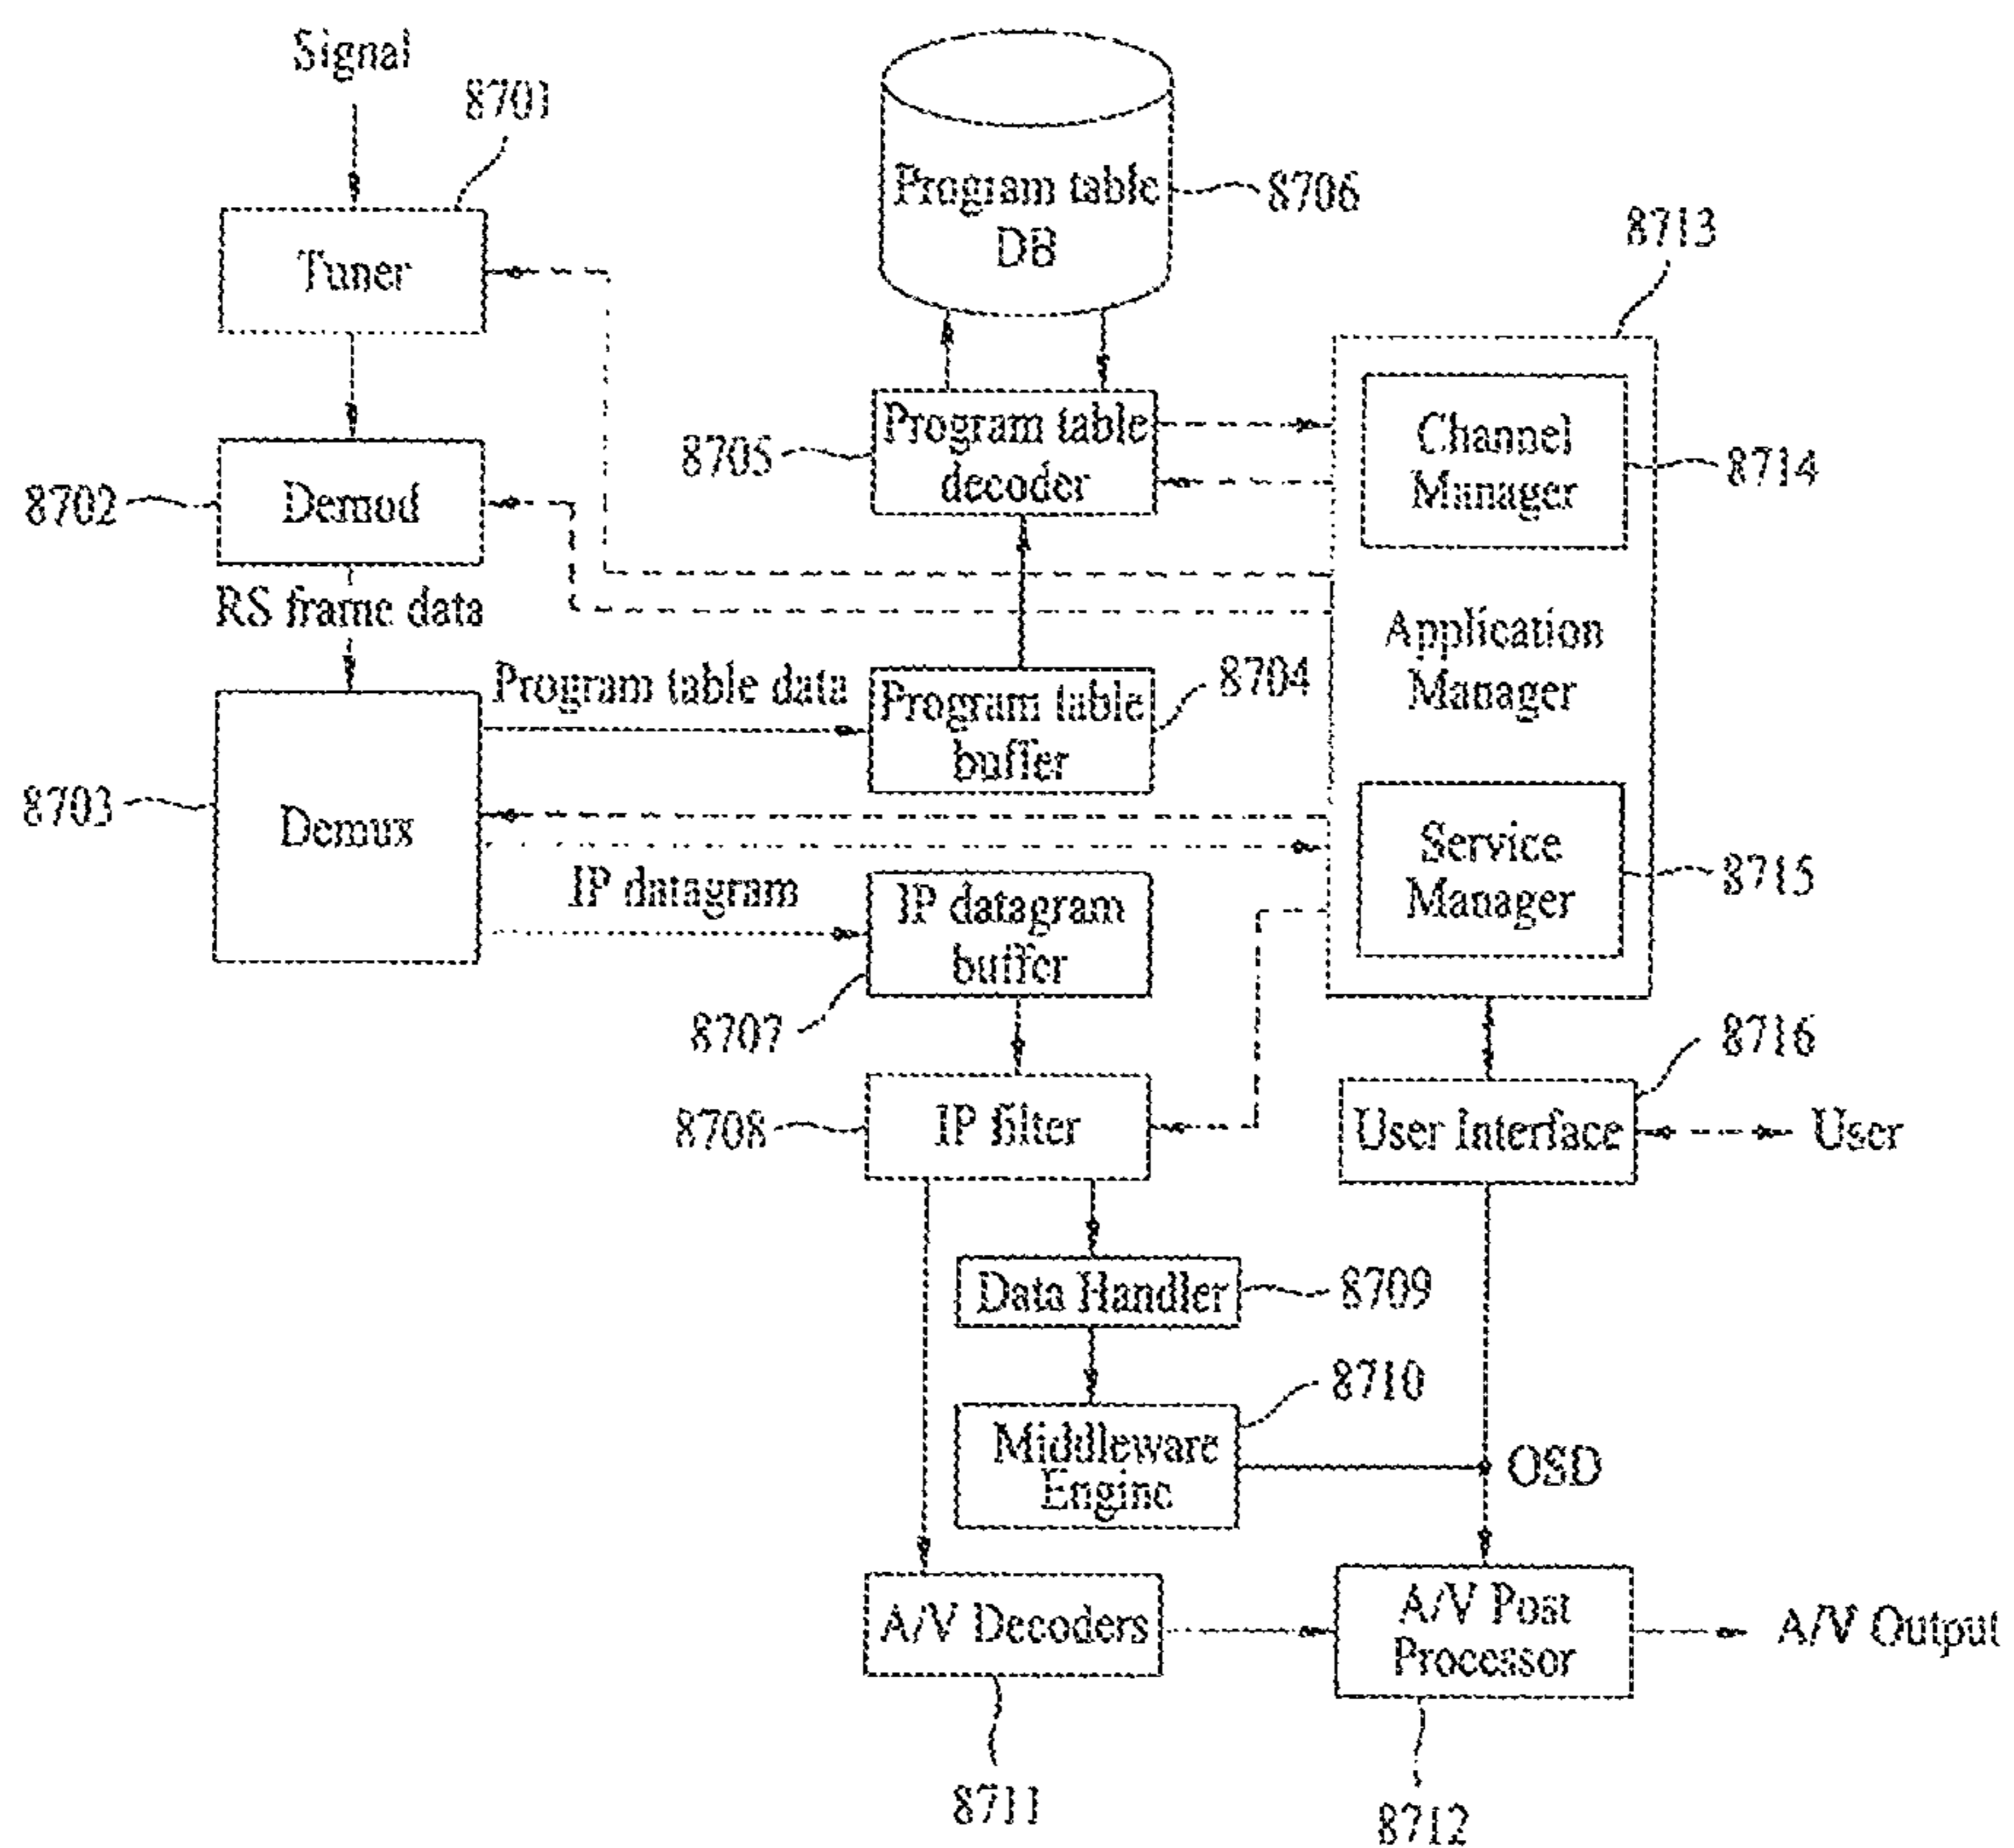 Signal
8701
Tuner
Program table
DB
8706
8713
8702
Demod
RS frame data
8705
Program table
decoder
Channel
Manager
8714
Application
Manager
Program table data
Program table
buffer
8704
8703
Demux
IP datagram
IP datagram
buffer
8707
Service
Manager
8715
8716
8708
IP filter
User Interface
User
Data Handler
8709
8710
Middleware
Engine
OSD
A/V Decoders
A/V Post
Processor
A/V Output
8711
8712